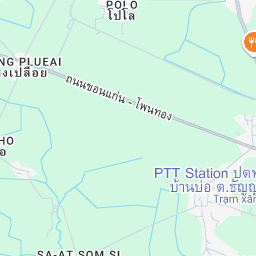 POLO
โปโล
NG PLUEAI
งเปลือย
ถนนขอนแก่น - โพนทอง
HO
อ
PTT Station ปตท
บ้านบ่อ ต.ธัญญ
Trạm xăn
SA-AT SOM SI